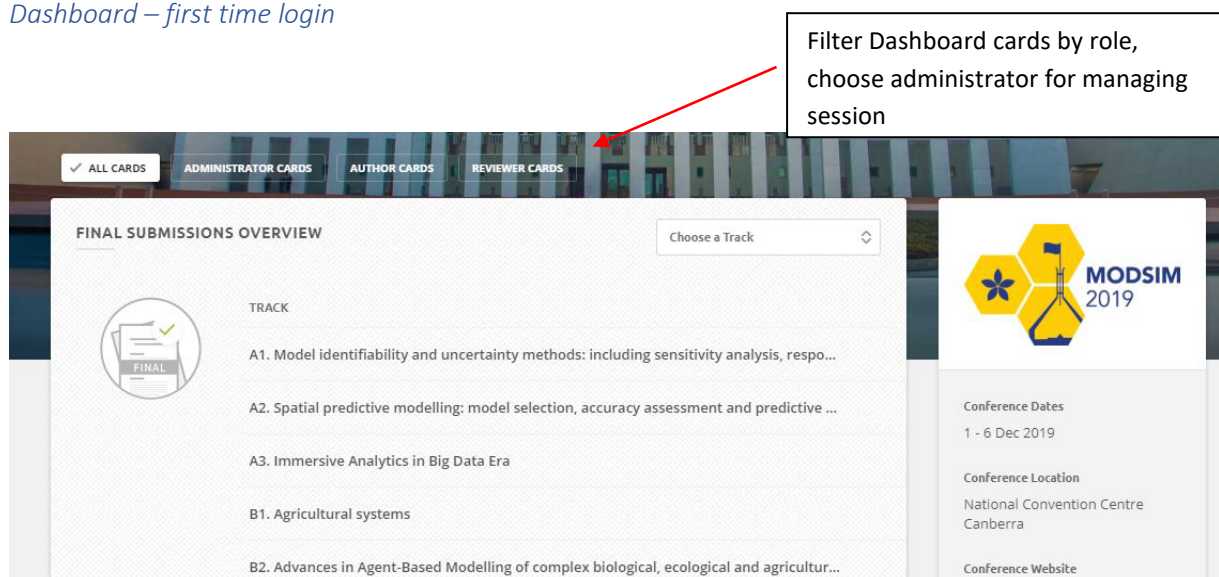 Dashboard – first time login
Filter Dashboard cards by role,
choose administrator for managing
session
ALL CARDS
ADMINISTRATOR CARDS
AUTHOR CARDS
REVIEWER CARDS
FINAL SUBMISSIONS OVERVIEW
Choose a Track
FINAL
TRACK
A1. Model identifiability and uncertainty methods: including sensitivity analysis, respo...
A2. Spatial predictive modelling: model selection, accuracy assessment and predictive ...
A3. Immersive Analytics in Big Data Era
B1. Agricultural systems
B2. Advances in Agent-Based Modelling of complex biological, ecological and agricultur...
MODSIM
2019
Conference Dates
1 - 6 Dec 2019
Conference Location
National Convention Centre
Canberra
Conference Website